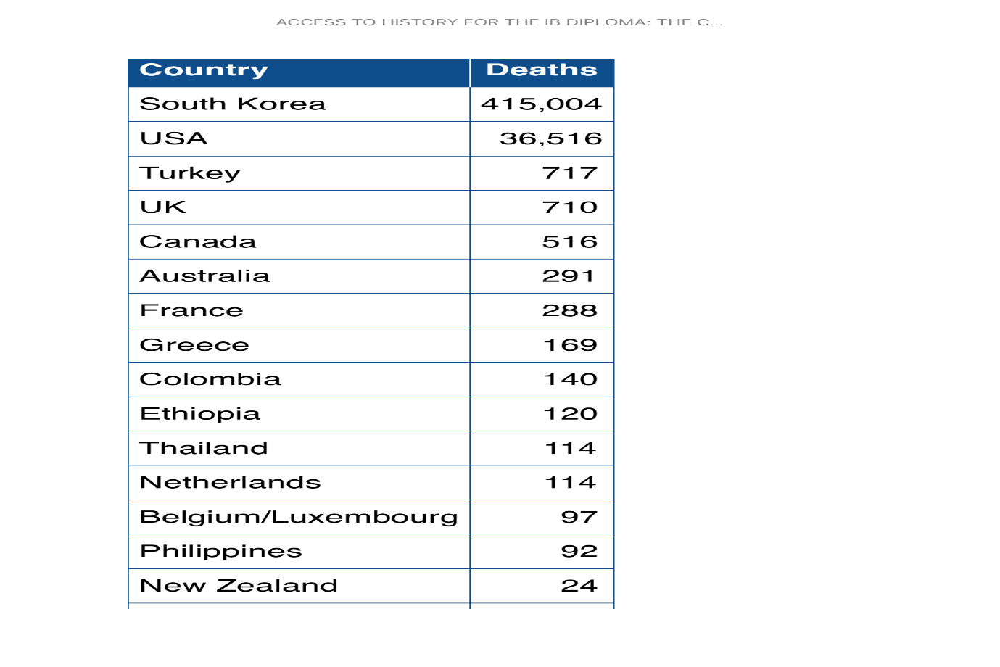 ACCESS TO HISTORY FOR THE IB DIPLOMA: THE C...
Country Deaths
South Korea 415,004
USA 36,516
Turkey 717
UK 710
Canada 516
Australia 291
France 288
Greece 169
Colombia 140
Ethiopia 120
Thailand 114
Netherlands 114
Belgium/Luxembourg 97
Philippines 92
New Zealand 24